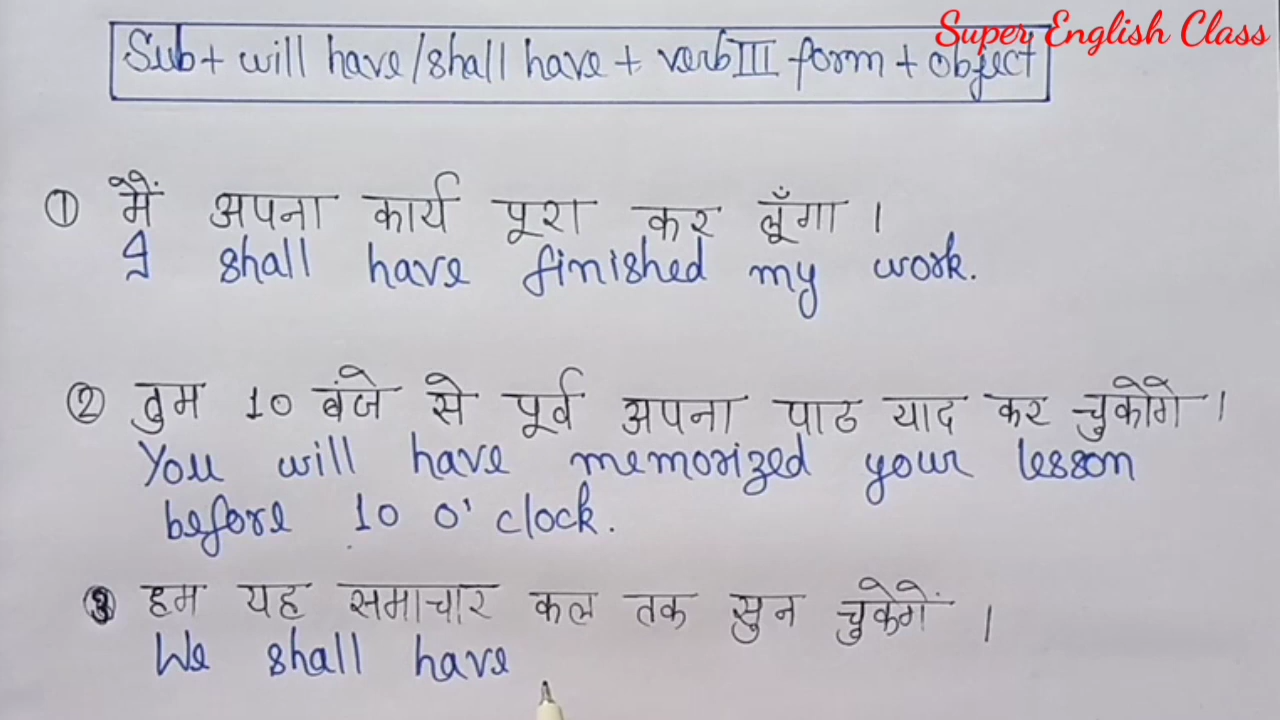 Super English Class
Sub + will have/shall have + verb III form + object
① मैं अपना कार्य पूरा कर लूँगा ।
I shall have finished my work.
② तुम 10 बंजे से पूर्व अपना पाठ याद कर चुकोगे ।
You will have memorized your lesson
before 10 o'clock.
③ हम यह समाचार कल तक सुन चुकेगें ।
We shall have